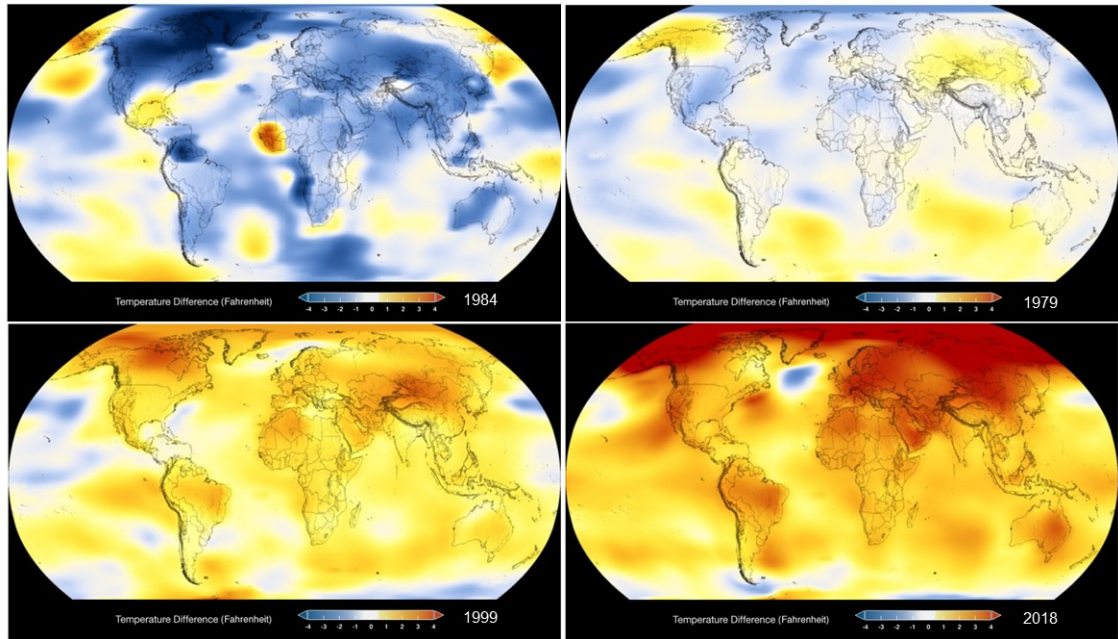 Temperature Difference (Fahrenheit) -4 -3 -2 -1 0 1 2 3 4 1984
Temperature Difference (Fahrenheit) -4 -3 -2 -1 0 1 2 3 4 1979
Temperature Difference (Fahrenheit) -4 -3 -2 -1 0 1 2 3 4 1999
Temperature Difference (Fahrenheit) -4 -3 -2 -1 0 1 2 3 4 2018